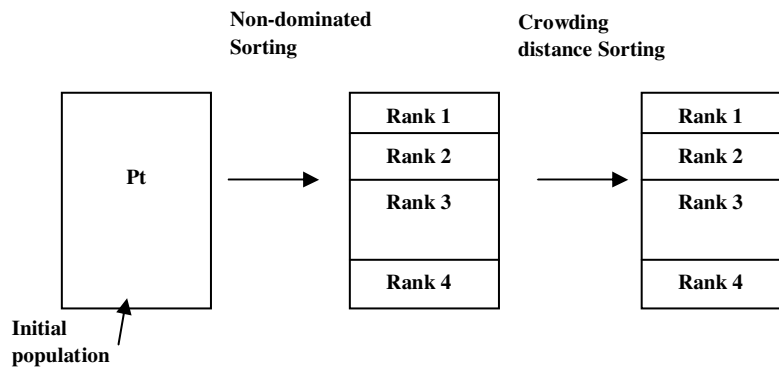 Non-dominated
Sorting
Crowding
distance Sorting
Pt
Rank 1
Rank 2
Rank 3
Rank 4
Rank 1
Rank 2
Rank 3
Rank 4
Initial
population